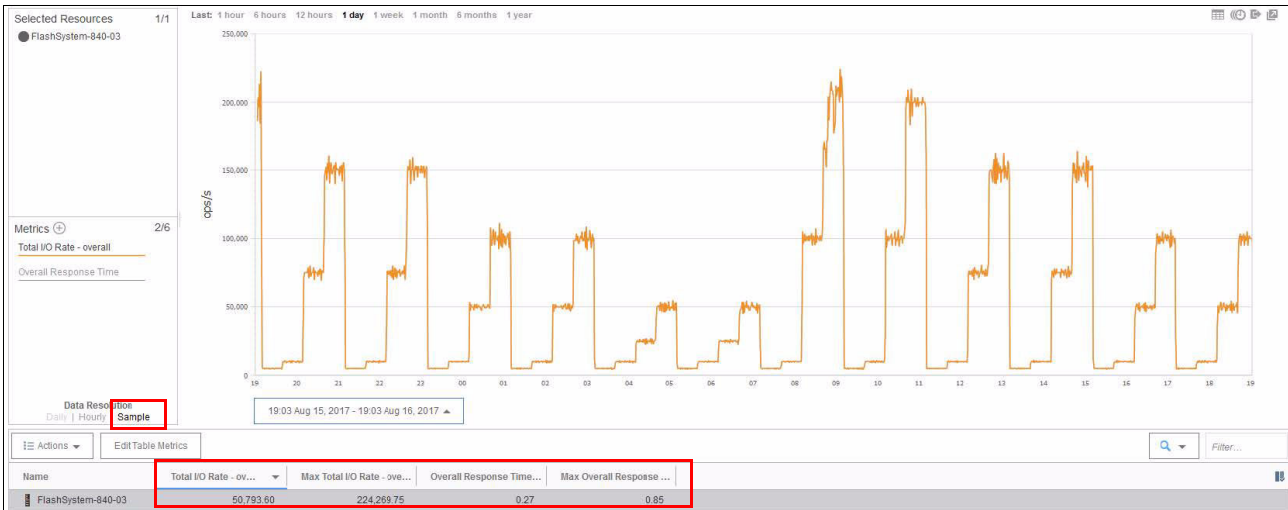 Selected Resources 1/1
FlashSystem-840-03
Last: 1 hour 6 hours 12 hours 1 day 1 week 1 month 6 months 1 year
250,000
200,000
150,000
100,000
50,000
0
ops/s
19 20 21 22 23 00 01 02 03 04 05 06 07 08 09 10 11 12 13 14 15 16 17 18 19
Metrics 2/6
Total I/O Rate - overall
Overall Response Time
Data Resolution
Daily | Hourly Sample
19:03 Aug 15, 2017 - 19:03 Aug 16, 2017
Actions Edit Table Metrics Filter...
Name Total I/O Rate - ov... Max Total I/O Rate - ove... Overall Response Time... Max Overall Response ...
FlashSystem-840-03 50,793.60 224,269.75 0.27 0.85